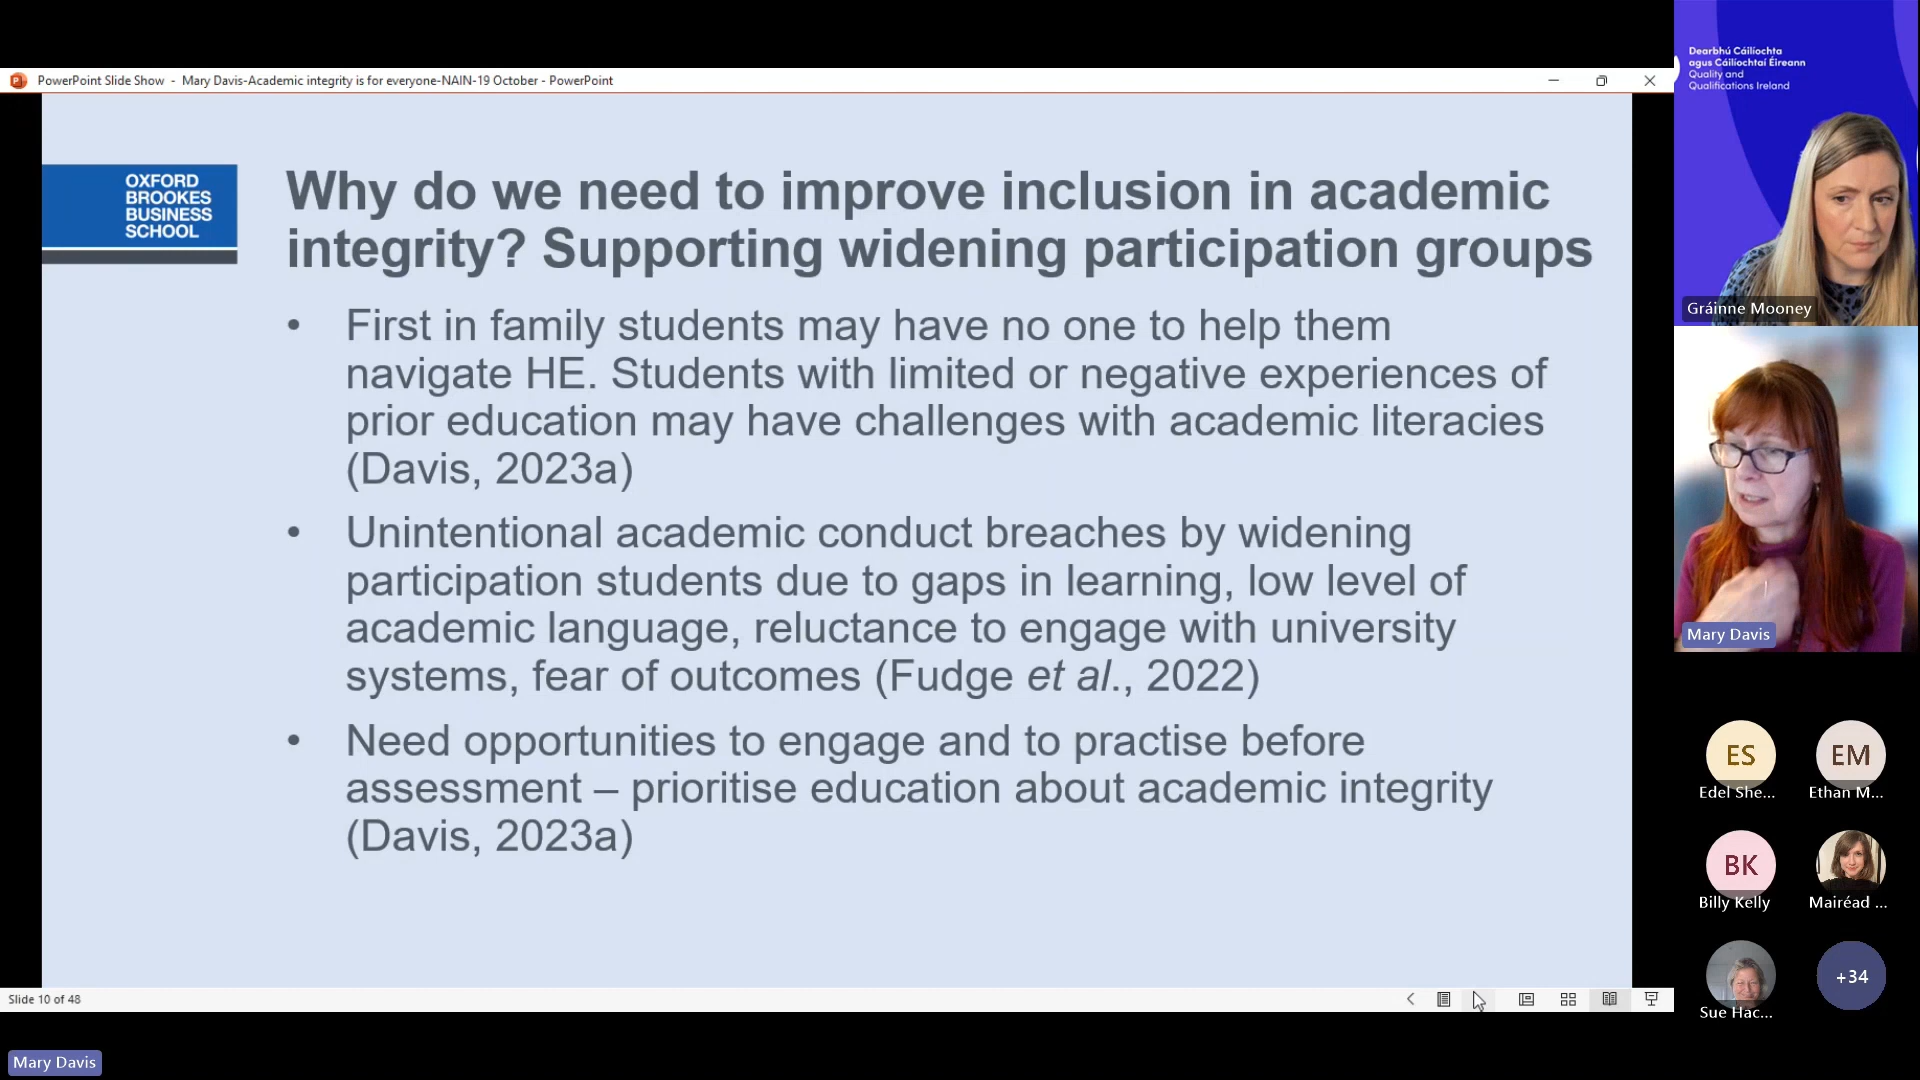 PowerPoint Slide Show - Mary Davis-Academic integrity is for everyone-NAIN-19 October - PowerPoint
OXFORD
BROOKES
BUSINESS
SCHOOL
Why do we need to improve inclusion in academic
integrity? Supporting widening participation groups
• First in family students may have no one to help them
navigate HE. Students with limited or negative experiences of
prior education may have challenges with academic literacies
(Davis, 2023a)
• Unintentional academic conduct breaches by widening
participation students due to gaps in learning, low level of
academic language, reluctance to engage with university
systems, fear of outcomes (Fudge et al., 2022)
• Need opportunities to engage and to practise before
assessment – prioritise education about academic integrity
(Davis, 2023a)
Slide 10 of 48
Mary Davis
Dearbhú Cáilíochta
agus Cáilíochtaí Éireann
Quality and
Qualifications Ireland
Gráinne Mooney
Mary Davis
ES
EM
Edel She...
Ethan M...
BK
Billy Kelly
Mairéad ...
+34
Sue Hac...